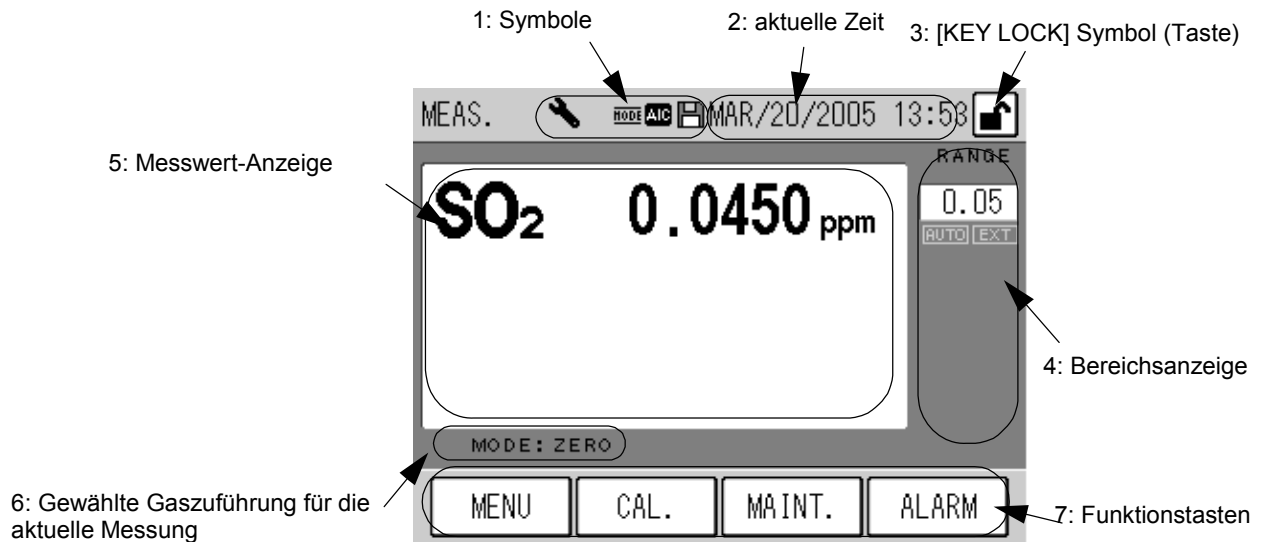 1: Symbole
2: aktuelle Zeit
3: [KEY LOCK] Symbol (Taste)
MEAS.
MODE AIC
MAR/20/2005 13:53
5: Messwert-Anzeige
RANGE
SO₂ 0.0450 ppm
0.05
AUTO EXT
4: Bereichsanzeige
MODE: ZERO
6: Gewählte Gaszuführung für die
aktuelle Messung
MENU
CAL.
MAINT.
ALARM
7: Funktionstasten